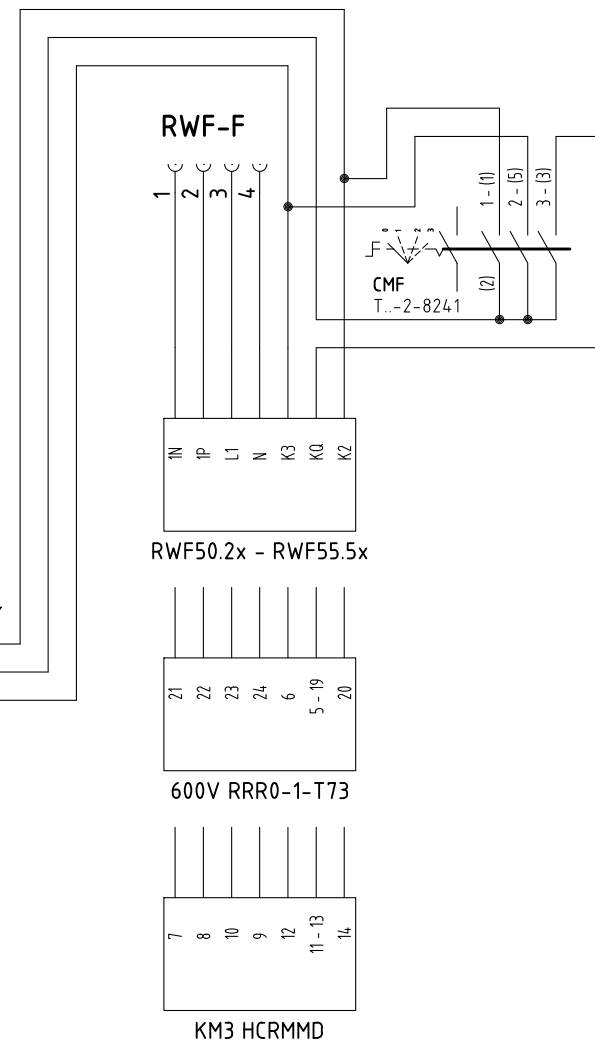 RWF-F
1 2 3 4
1 - (1)
2 - (5)
3 - (3)
0 1 2 3
CMF
T..-2-8241
(2)
1N 1P L1 N K3 KQ K2
RWF50.2x - RWF55.5x
21 22 23 24 6 5 - 19 20
600V RRR0-1-T73
7 8 10 9 12 11 - 13 14
KM3 HCRMMD